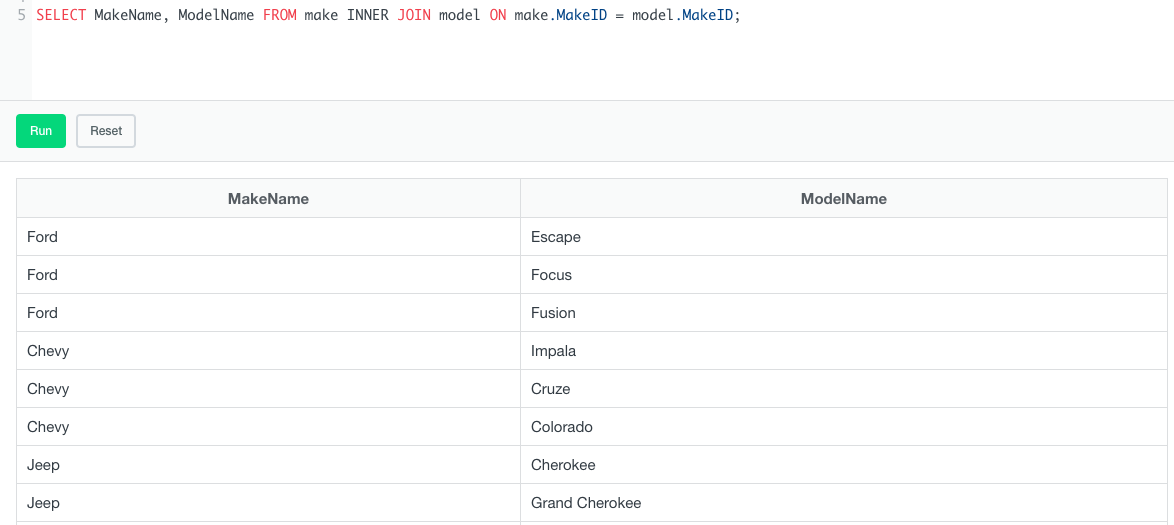 5 SELECT MakeName, ModelName FROM make INNER JOIN model ON make.MakeID = model.MakeID;
Run Reset
MakeName ModelName
Ford Escape
Ford Focus
Ford Fusion
Chevy Impala
Chevy Cruze
Chevy Colorado
Jeep Cherokee
Jeep Grand Cherokee